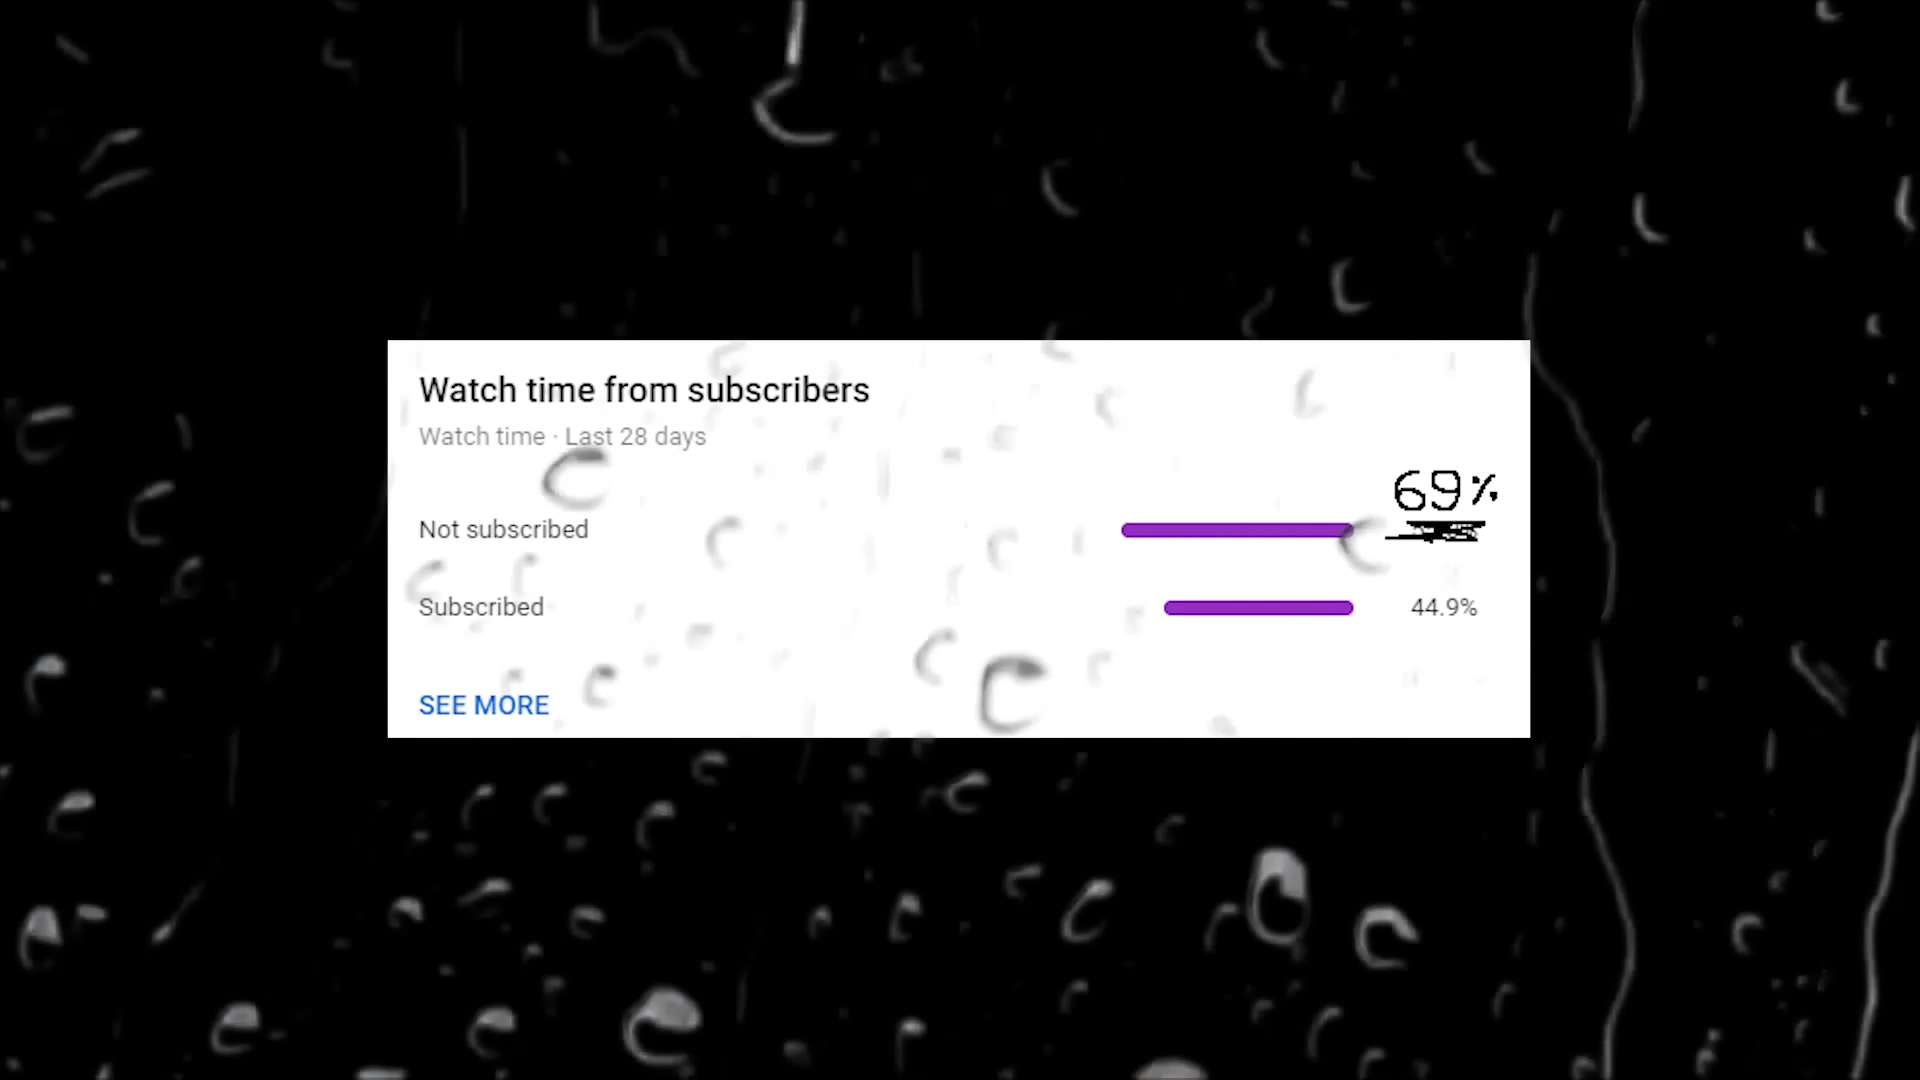 Watch time from subscribers
Watch time · Last 28 days
69%
Not subscribed
Subscribed 44.9%
SEE MORE